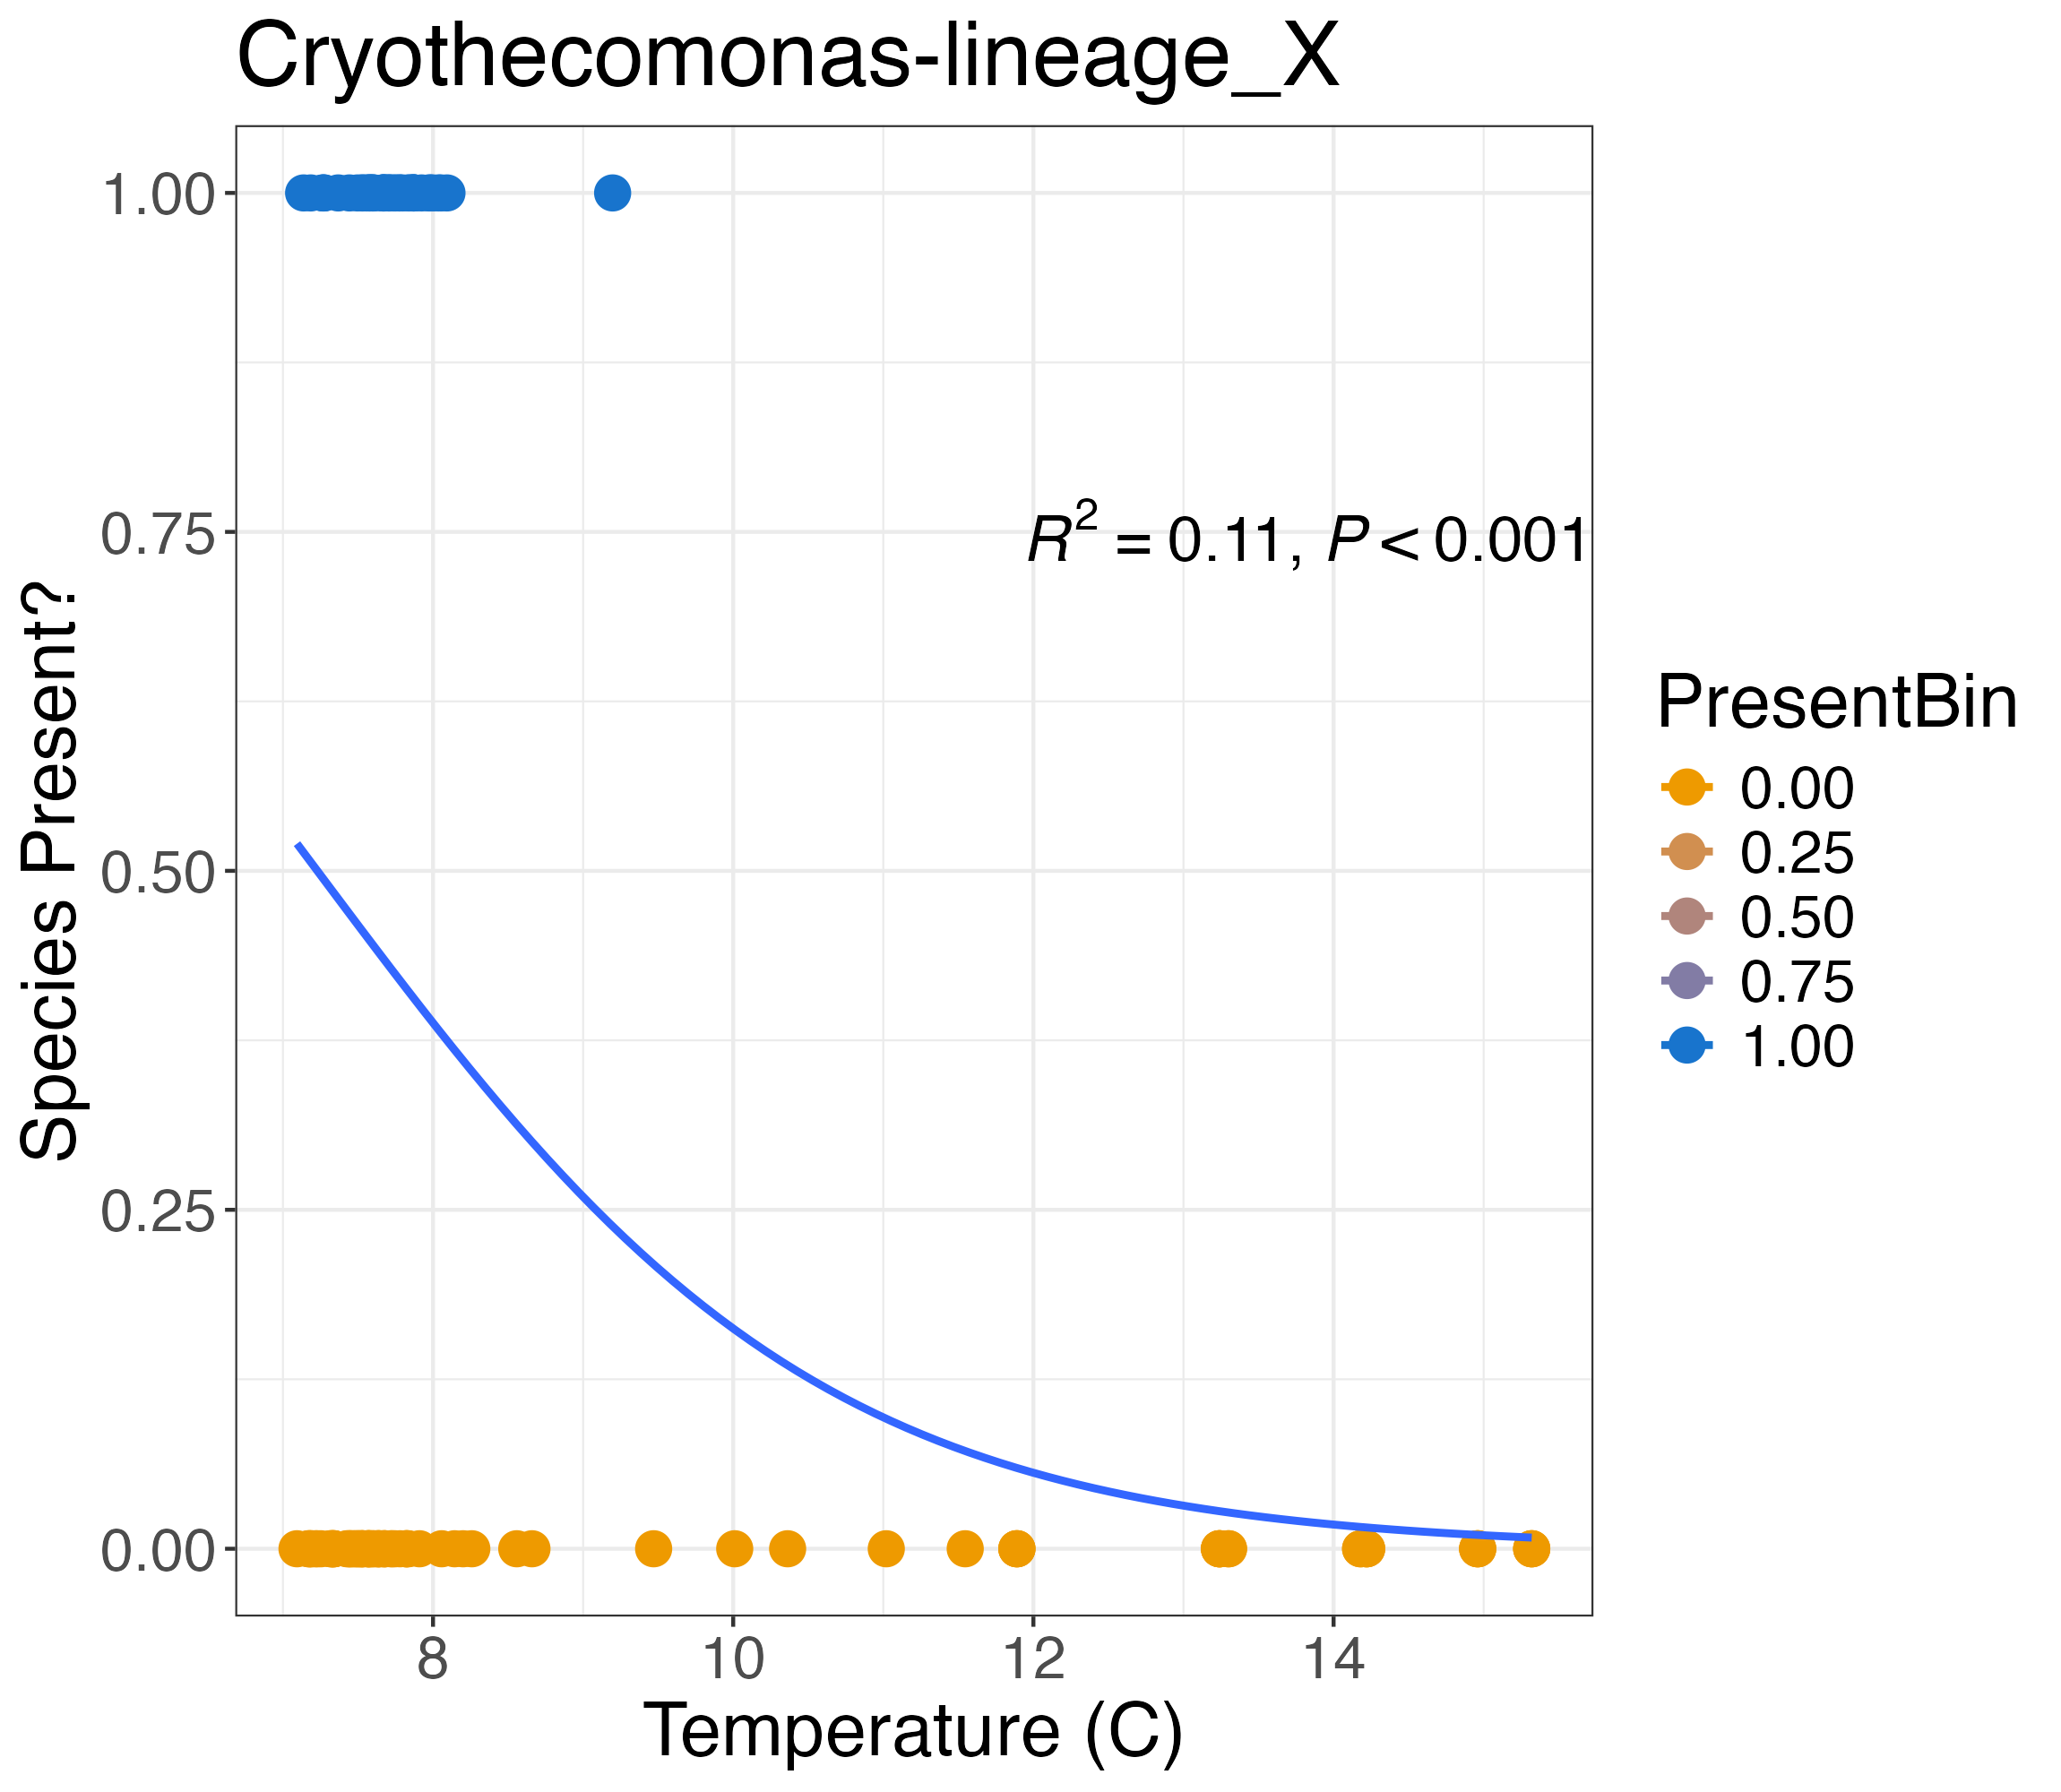 Cryothecomonas-lineage_X
1.00
0.75
0.50
0.25
0.00
Species Present?
R² = 0.11, P < 0.001
8 10 12 14
Temperature (C)
PresentBin
0.00
0.25
0.50
0.75
1.00